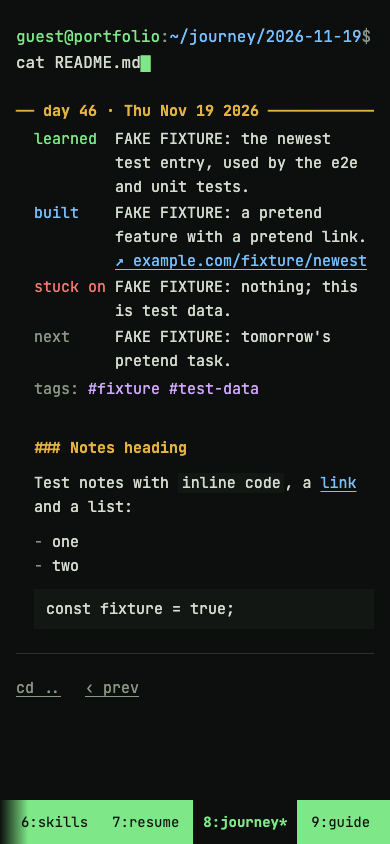 guest@portfolio:~/journey/2026-11-19$
cat README.md
day 46 · Thu Nov 19 2026
learned FAKE FIXTURE: the newest
test entry, used by the e2e
and unit tests.
built FAKE FIXTURE: a pretend
feature with a pretend link.
↗ example.com/fixture/newest
stuck on FAKE FIXTURE: nothing; this
is test data.
next FAKE FIXTURE: tomorrow's
pretend task.
tags: #fixture #test-data
### Notes heading
Test notes with inline code, a link
and a list:
- one
- two
const fixture = true;
cd .. ‹ prev
6:skills 7:resume 8:journey* 9:guide